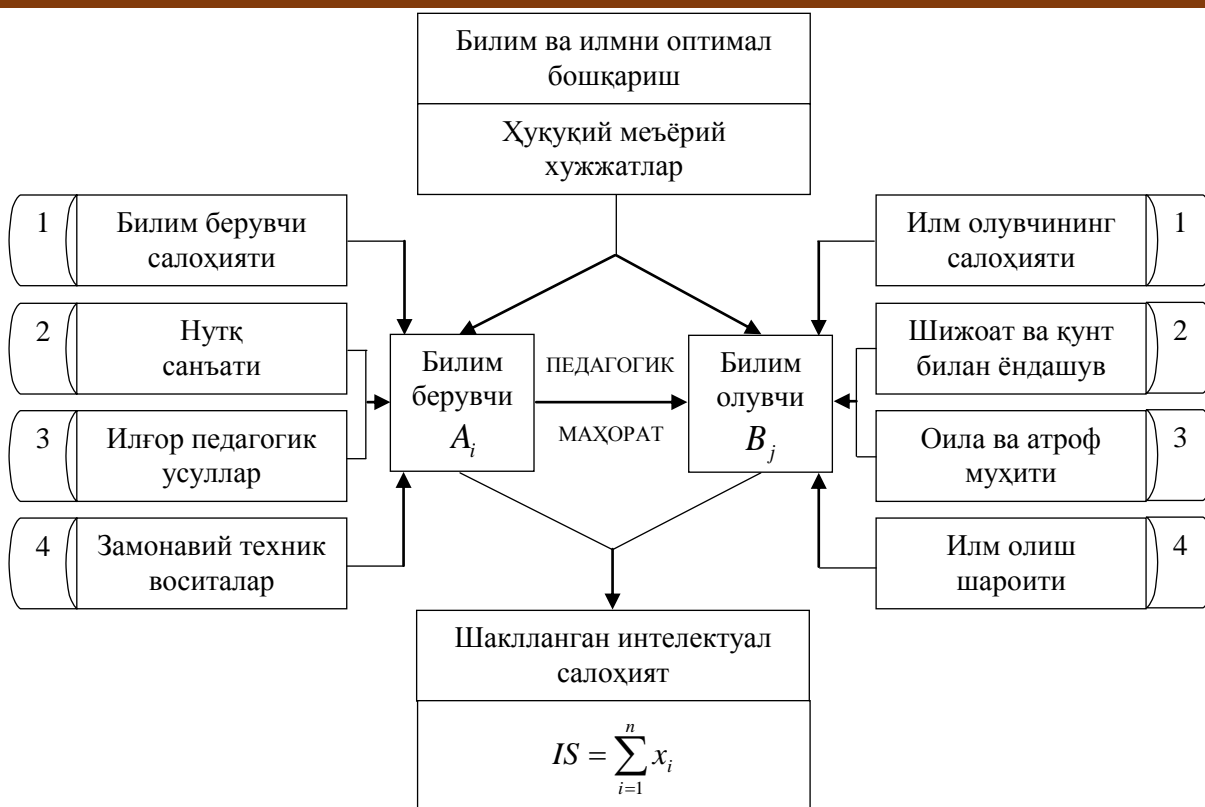 Билим ва илмни оптимал
бошқариш
Ҳуқуқий меъёрий
хужжатлар
1
Билим берувчи
салоҳияти
2
Нутқ
санъати
3
Илғор педагогик
усуллар
4
Замонавий техник
воситалар
Билим
берувчи
A_i
ПЕДАГОГИК
МАҲОРАТ
Билим
олувчи
B_j
Илм олувчининг
салоҳияти
1
Шижоат ва қунт
билан ёндашув
2
Оила ва атроф
муҳити
3
Илм олиш
шароити
4
Шаклланган интелектуал
салоҳият
IS = \sum_{i=1}^{n} x_i